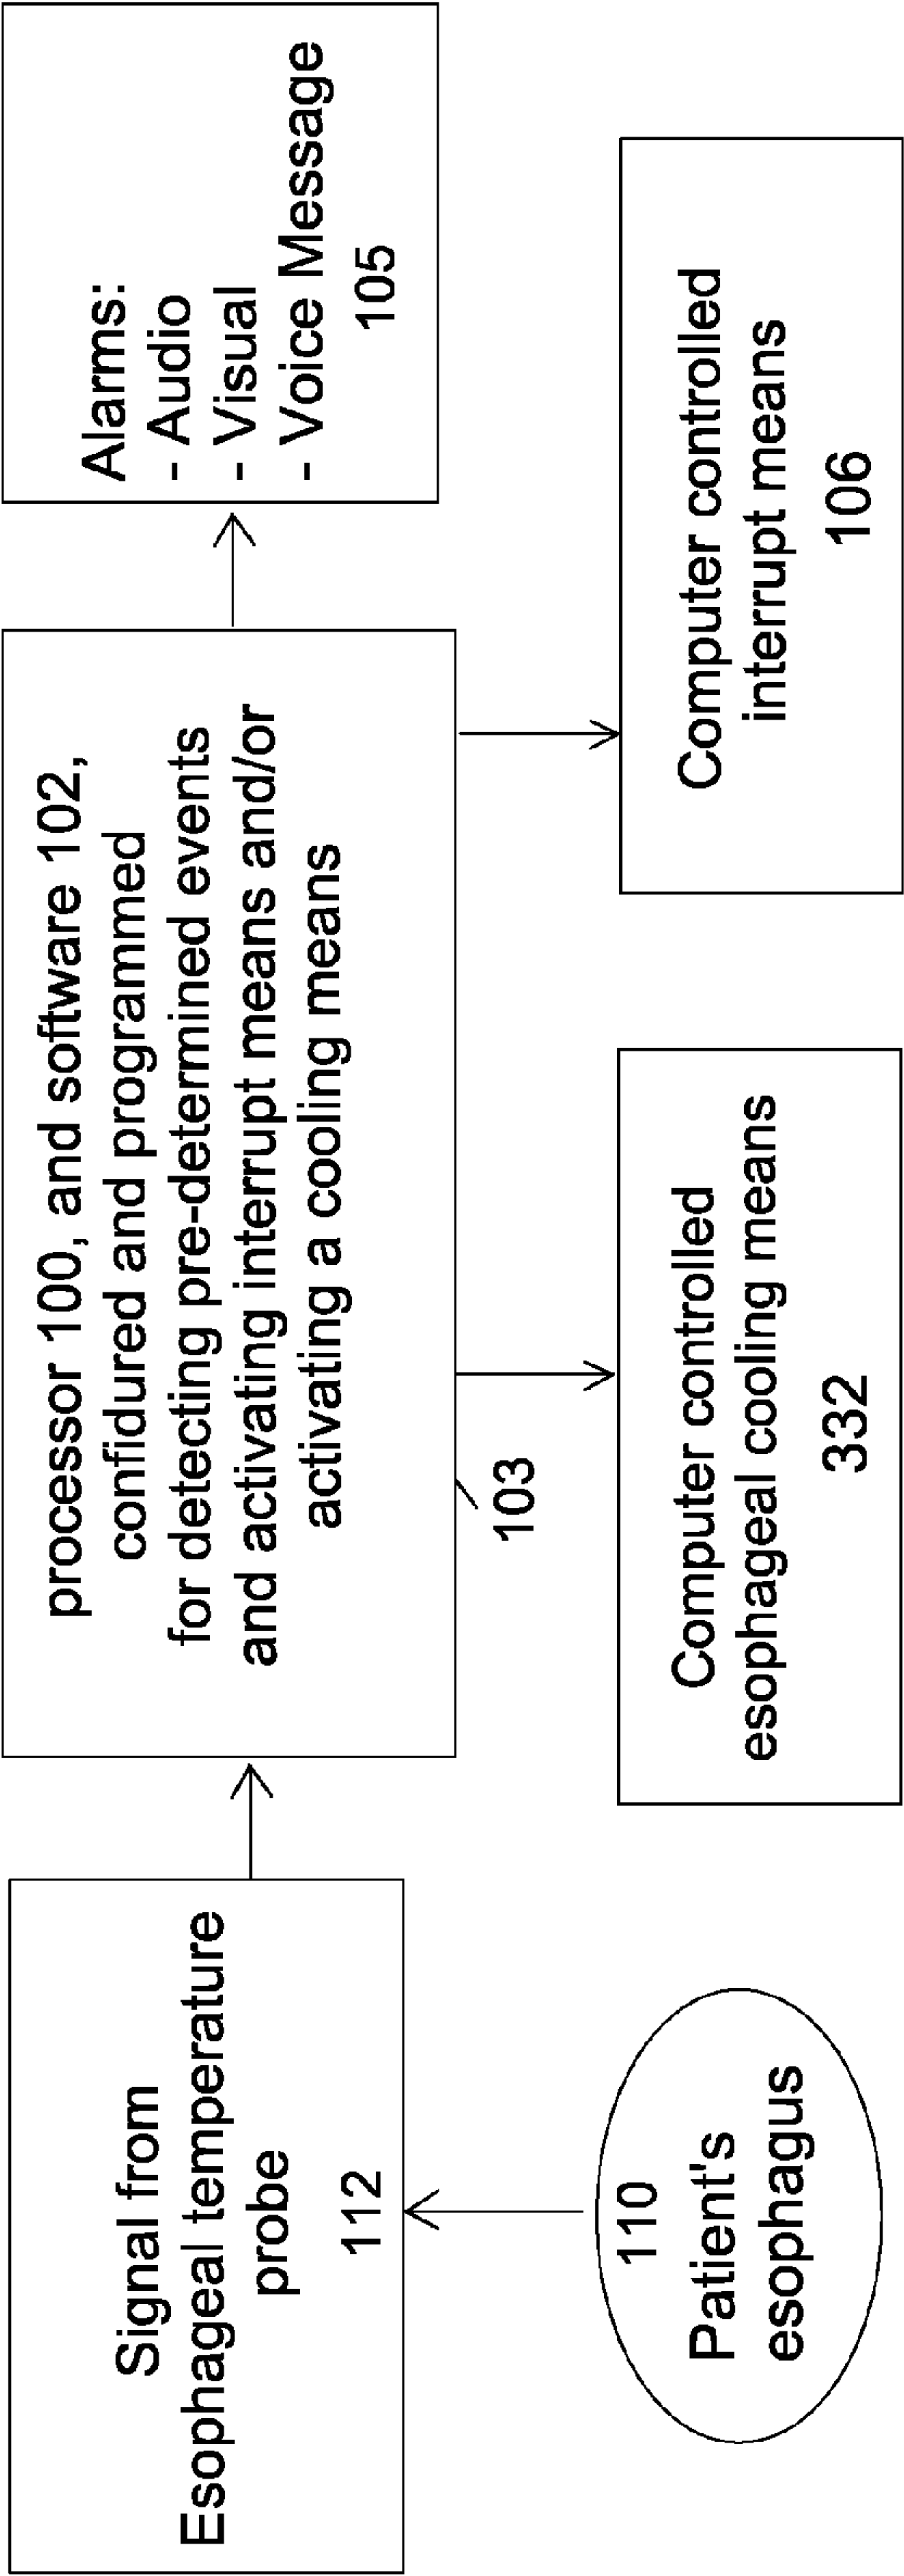 Signal from
Esophageal temperature
probe
112
110
Patient's
esophagus
processor 100, and software 102,
confidured and programmed
for detecting pre-determined events
and activating interrupt means and/or
activating a cooling means
103
Alarms:
- Audio
- Visual
- Voice Message
105
Computer controlled
esophageal cooling means
332
Computer controlled
interrupt means
106